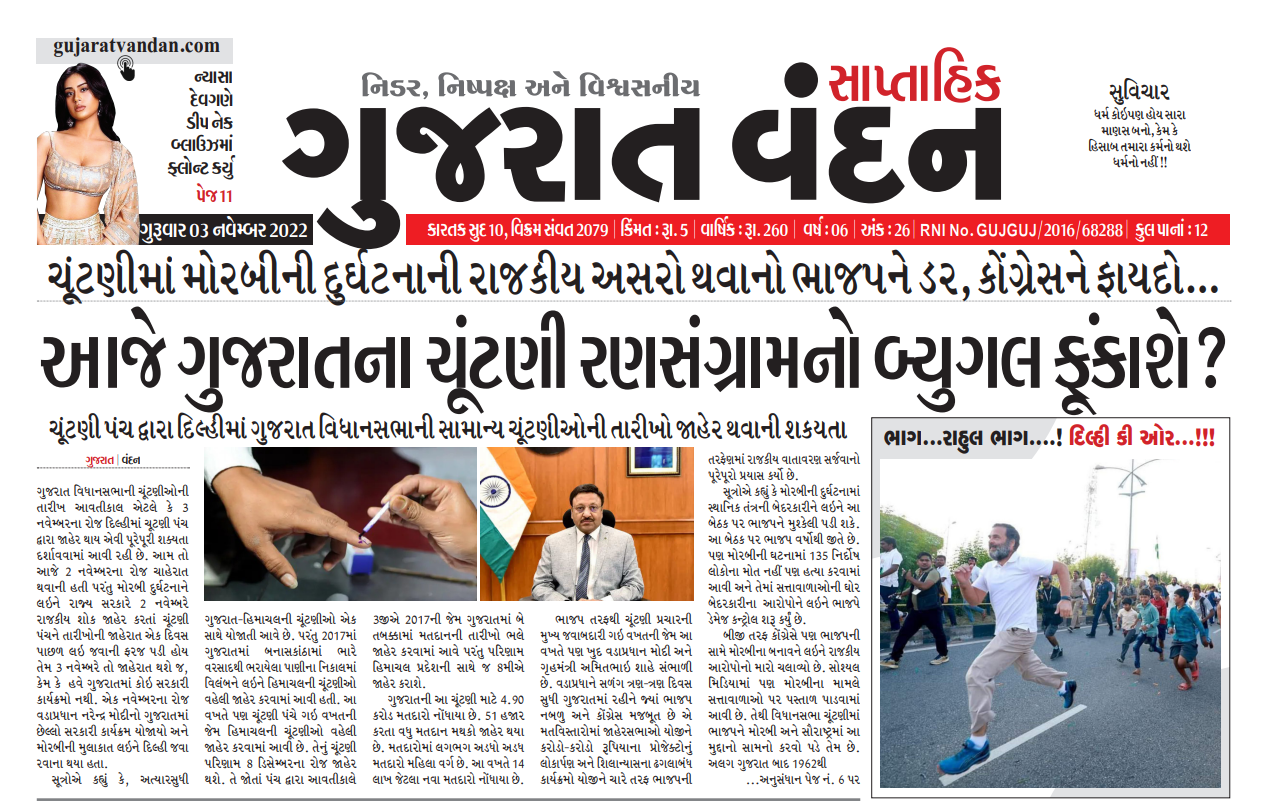 gujaratvandan.com
ન્યાસા
દેવગણે
ડીપ નેક
બ્લાઉઝમાં
ફ્લોન્ટ કર્યુ
પેજ 11
નિડર, નિષ્પક્ષ અને વિશ્વસનીય
સાપ્તાહિક
ગુજરાત વંદન
સુવિચાર
ધર્મ કોઇપણ હોય સારા
માણસ બનો, કેમ કે
હિસાબ તમારા કર્મનો થશે
ધર્મનો નહીં !!
ગુરૂવાર 03 નવેમ્બર 2022
કારતક સુદ 10, વિક્રમ સંવત 2079 | કિંમત : રૂા. 5 | વાર્ષિક : રૂા. 260 | વર્ષ : 06 | અંક : 26 | RNI No. GUJGUJ/2016/68288 | કુલ પાનાં : 12
ચૂંટણીમાં મોરબીની દુર્ઘટનાની રાજકીય અસરો થવાનો ભાજપને ડર, કોંગ્રેસને ફાયદો...
આજે ગુજરાતના ચૂંટણી રણસંગ્રામનો બ્યુગલ ફૂંકાશે ?
ચૂંટણી પંચ દ્વારા દિલ્હીમાં ગુજરાત વિધાનસભાની સામાન્ય ચૂંટણીઓની તારીખો જાહેર થવાની શકયતા
ગુજરાત | વંદન
ગુજરાત વિધાનસભાની ચૂંટણીઓની
તારીખ આવતીકાલ એટલે કે 3
નવેમ્બરના રોજ દિલ્હીમાં ચૂંટણી પંચ
દ્વારા જાહેર થાય એવી પૂરેપૂરી શક્યતા
દર્શાવવામાં આવી રહી છે. આમ તો
આજે 2 નવેમ્બરના રોજ ચાહેરાત
થવાની હતી પરંતુ મોરબી દુર્ઘટનાને
લઇને રાજ્ય સરકારે 2 નવેમ્બરે
રાજકીય શોક જાહેર કરતાં ચૂંટણી
પંચને તારીખોની જાહેરાત એક દિવસ
પાછળ લઇ જવાની ફરજ પડી હોય
તેમ 3 નવેમ્બરે તો જાહેરાત થશે જ,
કેમ કે હવે ગુજરાતમાં કોઇ સરકારી
કાર્યક્રમો નથી. એક નવેમ્બરના રોજ
વડાપ્રધાન નરેન્દ્ર મોદીનો ગુજરાતમાં
છેલ્લો સરકારી કાર્યક્રમ યોજાયો અને
મોરબીની મુલાકાત લઇને દિલ્હી જવા
રવાના થયા હતા.
સૂત્રોએ કહ્યું કે, અત્યારસુધી
ગુજરાત-હિમાચલની ચૂંટણીઓ એક
સાથે યોજાતી આવે છે. પરંતુ 2017માં
ગુજરાતમાં બનાસકાંઠામાં ભારે
વરસાદથી ભરાયેલા પાણીના નિકાલમાં
વિલંબને લઇને હિમાચલની ચૂંટણીઓ
વહેલી જાહેર કરવામાં આવી હતી. આ
વખતે પણ ચૂંટણી પંચે ગઇ વખતની
જેમ હિમાચલની ચૂંટણીઓ વહેલી
જાહેર કરવામાં આવી છે. તેનું ચૂંટણી
પરિણામ 8 ડિસેમ્બરના રોજ જાહેર
થશે. તે જોતાં પંચ દ્વારા આવતીકાલે
3જીએ 2017ની જેમ ગુજરાતમાં બે
તબક્કામાં મતદાનની તારીખો ભલે
જાહેર કરવામાં આવે પરંતુ પરિણામ
હિમાચલ પ્રદેશની સાથે જ 8મીએ
જાહેર કરાશે.
ગુજરાતની આ ચૂંટણી માટે 4.90
કરોડ મતદારો નોંધાયા છે. 51 હજાર
કરતા વધુ મતદાન મથકો જાહેર થયા
છે. મતદારોમાં લગભગ અડધો અડધ
મતદારો મહિલા વર્ગ છે. આ વખતે 14
લાખ જેટલા નવા મતદારો નોંધાયા છે.
ભાજપ તરફથી ચૂંટણી પ્રચારની
મુખ્ય જવાબદારી ગઇ વખતની જેમ આ
વખતે પણ ખુદ વડાપ્રધાન મોદી અને
ગૃહમંત્રી અમિતભાઇ શાહે સંભાળી
છે. વડાપ્રધાને સળંગ ત્રણ-ત્રણ દિવસ
સુધી ગુજરાતમાં રહીને જ્યાં ભાજપ
નબળુ અને કોંગ્રેસ મજબૂત છે એ
મતવિસ્તારોમાં જાહેરસભાઓ યોજીને
કરોડો-કરોડો રૂપિયાના પ્રોજેક્ટોનું
લોકાર્પણ અને શિલાન્યાસના ઢગલાબંધ
કાર્યક્રમો યોજીને ચારે તરફ ભાજપની
તરફેણમાં રાજકીય વાતાવરણ સર્જવાનો
પૂરેપૂરો પ્રયાસ કર્યો છે.
સૂત્રોએ કહ્યું કે મોરબીની દુર્ઘટનામાં
સ્થાનિક તંત્રની બેદરકારીને લઇને આ
બેઠક પર ભાજપને મુશ્કેલી પડી શકે.
આ બેઠક પર ભાજપ વર્ષોથી જીતે છે.
પણ મોરબીની ઘટનામાં 135 નિર્દોષ
લોકોના મોત નહીં પણ હત્યા કરવામાં
આવી અને તેમાં સત્તાવાળાઓની ઘોર
બેદરકારીના આરોપોને લઇને ભાજપે
ડેમેજ કન્ટ્રોલ શરૂ કર્યું છે.
બીજી તરફ કોંગ્રેસે પણ ભાજપની
સામે મોરબીના બનાવને લઇને રાજકીય
આરોપોનો મારો ચલાવ્યો છે. સોશ્યલ
મિડિયામાં પણ મોરબીના મામલે
સત્તાવાળાઓ પર પસ્તાળ પાડવામાં
આવી છે. તેથી વિધાનસભા ચૂંટણીમાં
ભાજપને મોરબી અને સૌરાષ્ટ્રમાં આ
મુદ્દાનો સામનો કરવો પડે તેમ છે.
અલગ ગુજરાત બાદ 1962થી
...અનુસંધાન પેજ નં. 6 પર
ભાગ...રાહુલ ભાગ....! દિલ્હી કી ઓર...!!!